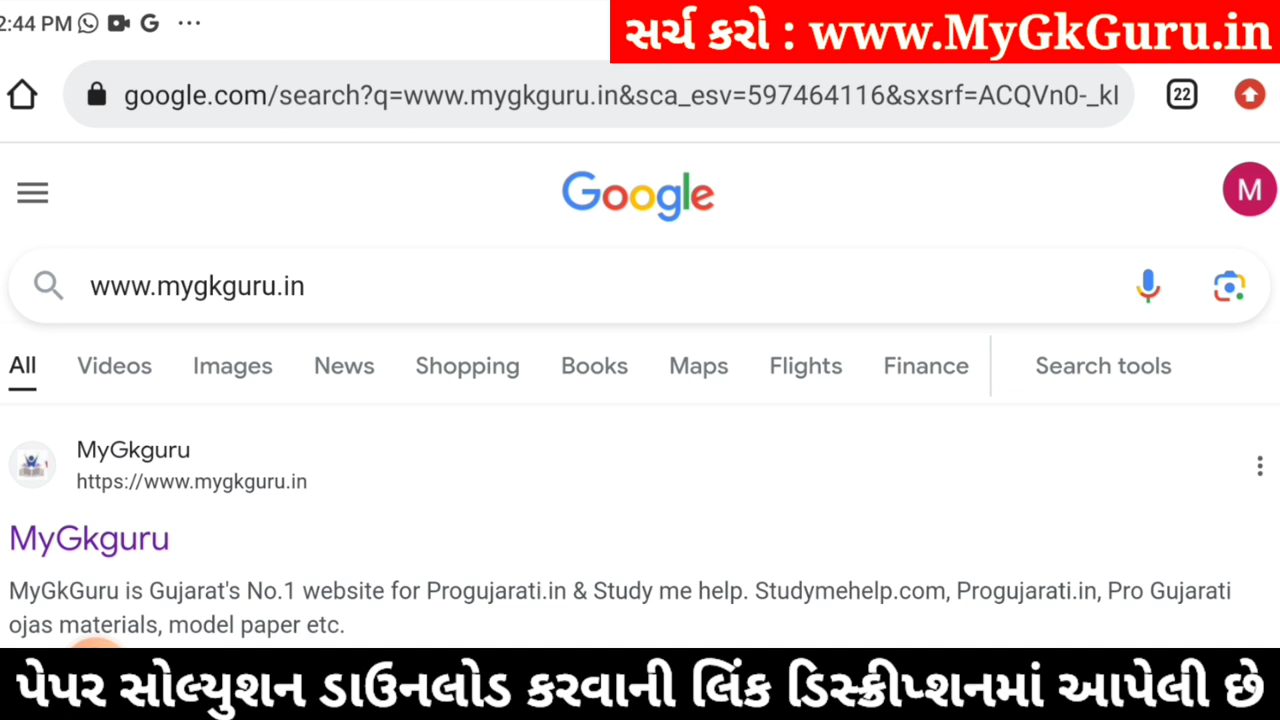 2:44 PM
સર્ચ કરો : www.MyGkGuru.in
google.com/search?q=www.mygkguru.in&sca_esv=597464116&sxsrf=ACQVn0-_kI
22
Google
M
www.mygkguru.in
All Videos Images News Shopping Books Maps Flights Finance Search tools
MyGkguru
https://www.mygkguru.in
MyGkguru
MyGkGuru is Gujarat's No.1 website for Progujarati.in & Study me help. Studymehelp.com, Progujarati.in, Pro Gujarati
ojas materials, model paper etc.
પેપર સોલ્યુશન ડાઉનલોડ કરવાની લિંક ડિસ્ક્રીપ્શનમાં આપેલી છે